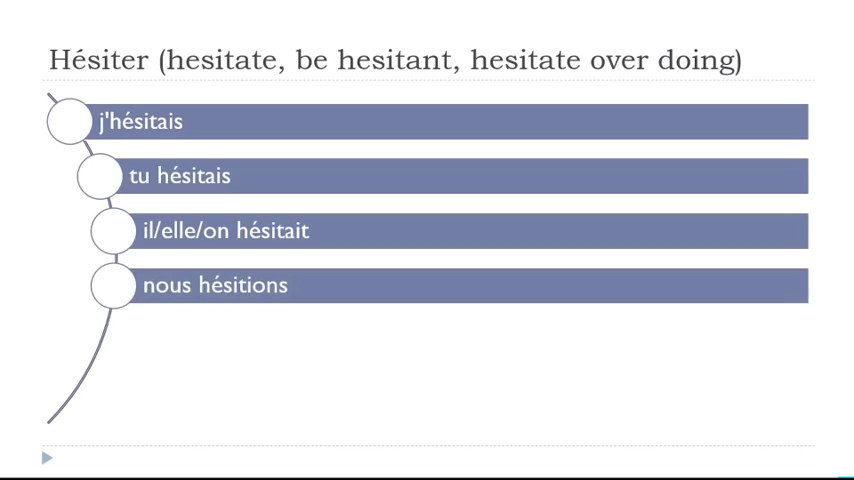 Hésiter (hesitate, be hesitant, hesitate over doing)
j'hésitais
tu hésitais
il/elle/on hésitait
nous hésitions